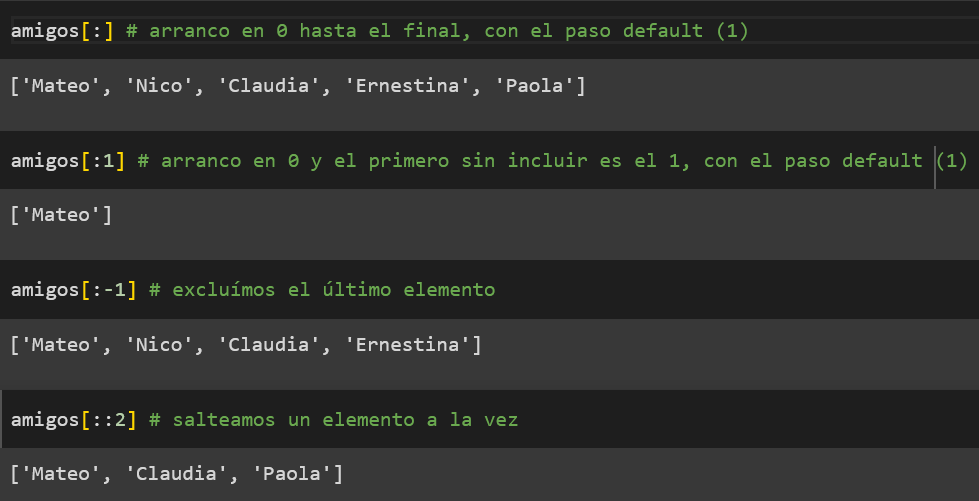 amigos[:] # arranco en 0 hasta el final, con el paso default (1)
['Mateo', 'Nico', 'Claudia', 'Ernestina', 'Paola']
amigos[:1] # arranco en 0 y el primero sin incluir es el 1, con el paso default (1)
['Mateo']
amigos[:-1] # excluímos el último elemento
['Mateo', 'Nico', 'Claudia', 'Ernestina']
amigos[::2] # salteamos un elemento a la vez
['Mateo', 'Claudia', 'Paola']